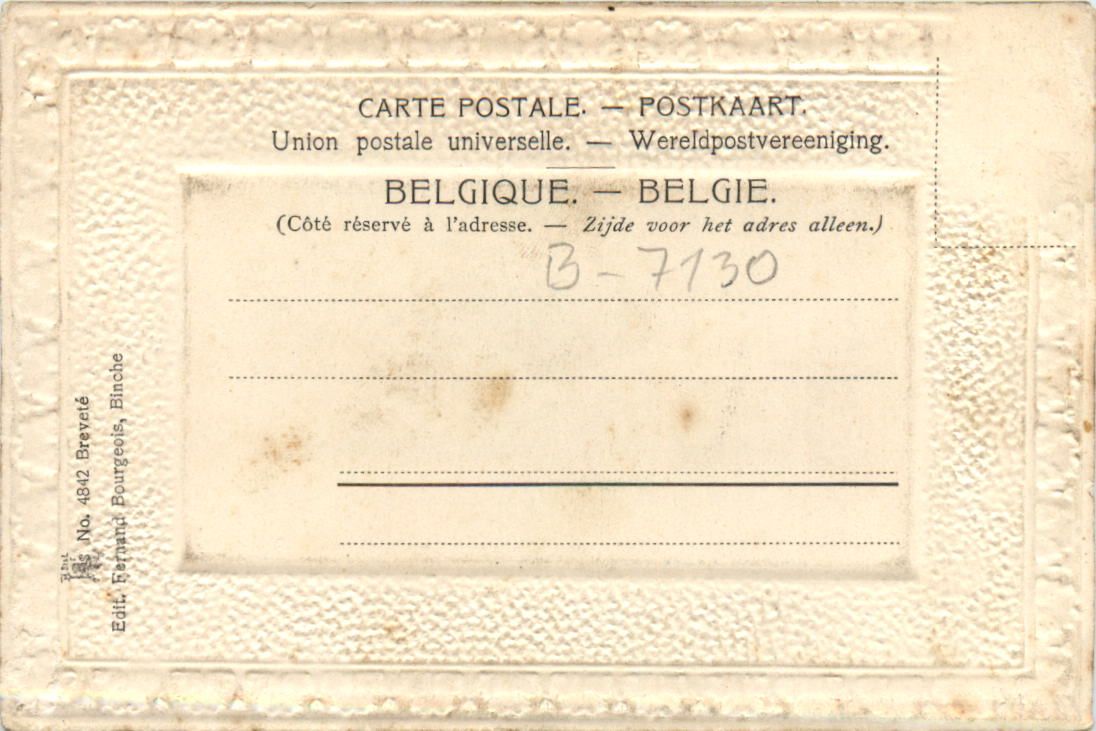 CARTE POSTALE. — POSTKAART.
Union postale universelle. — Wereldpostvereeniging.
BELGIQUE. — BELGIE.
(Côté réservé à l'adresse. — Zijde voor het adres alleen.)
B - 7130
No. 4842 Breveté
Edit. Fernand Bourgeois, Binche